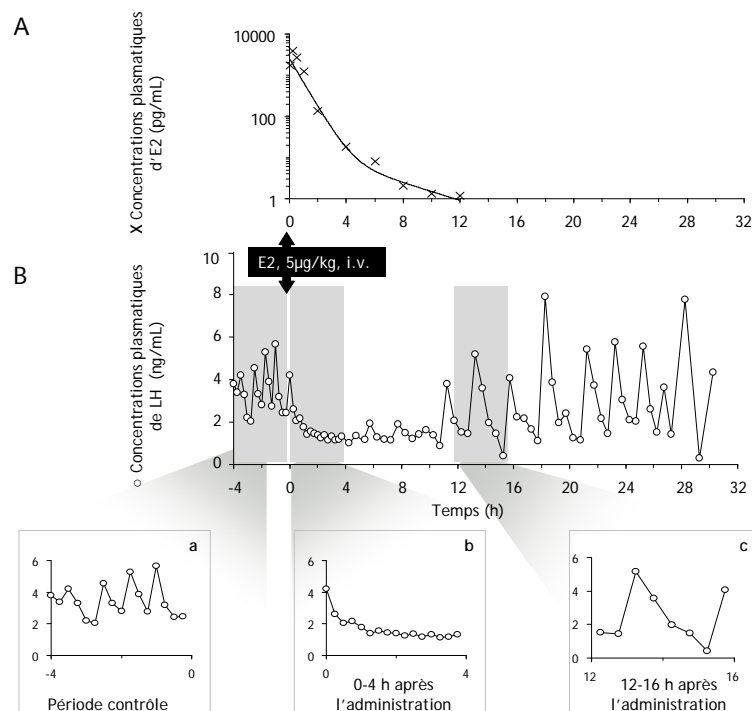 A
X Concentrations plasmatiques
d'E2 (pg/mL)
10000
100
1
0 4 8 12 16 20 24 28 32
E2, 5µg/kg, i.v.
B
○ Concentrations plasmatiques
de LH (ng/mL)
10
8
6
4
2
0
-4 0 4 8 12 16 20 24 28 32
Temps (h)
a
6
4
2
0
-4 0
Période contrôle
b
6
4
2
0
0 1 2 3 4
0-4 h après
l'administration
c
6
4
2
0
12 16
12-16 h après
l'administration